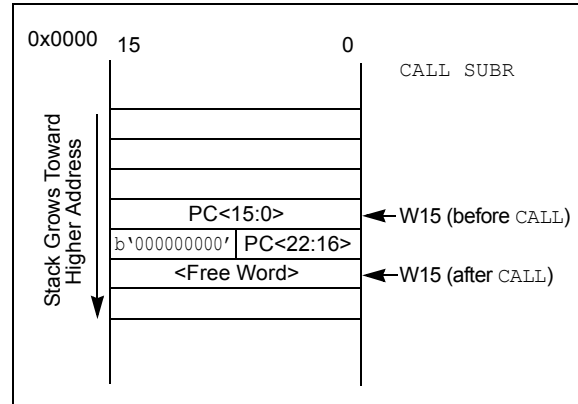 0x0000
15 0
CALL SUBR
Stack Grows Toward
Higher Address
PC<15:0>
W15 (before CALL)
b‘000000000’ PC<22:16>
<Free Word>
W15 (after CALL)